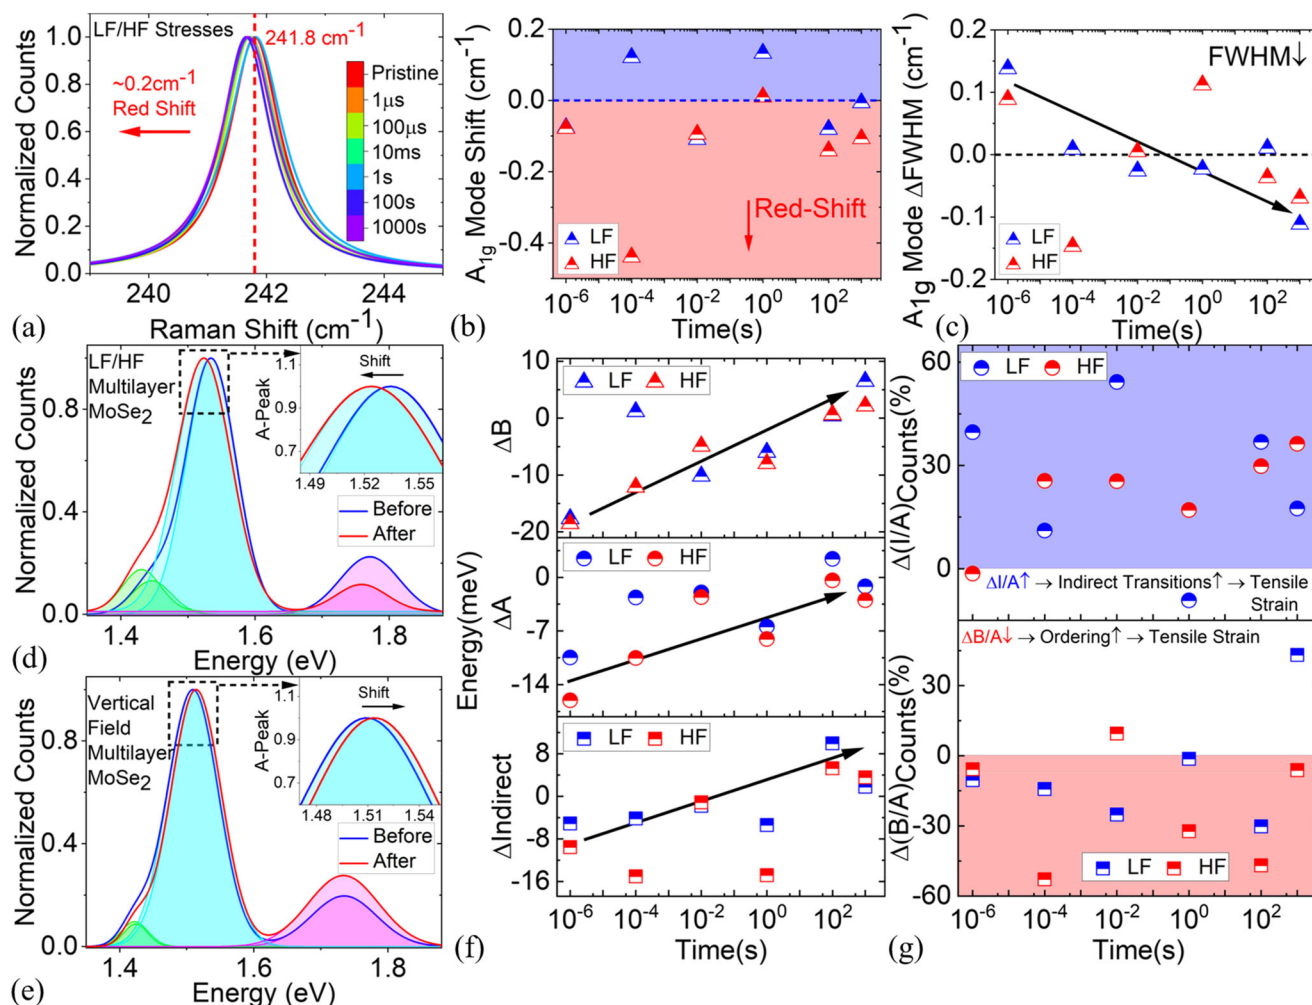 LF/HF Stresses
241.8 cm⁻¹
~0.2cm⁻¹
Red Shift
Pristine
1μs
100μs
10ms
1s
100s
1000s
Normalized Counts
1.0
0.8
0.6
0.4
0.2
0.0
240
242
244
Raman Shift (cm⁻¹)
(a)
A1g Mode Shift (cm⁻¹)
0.2
0.0
-0.2
-0.4
Red-Shift
LF
HF
10⁻⁶ 10⁻⁴ 10⁻² 10⁰ 10²
Time(s)
(b)
A1g Mode ΔFWHM (cm⁻¹)
0.2
0.1
0.0
-0.1
-0.2
FWHM↓
LF
HF
10⁻⁶ 10⁻⁴ 10⁻² 10⁰ 10²
Time(s)
(c)
LF/HF
Multilayer
MoSe₂
Normalized Counts
0.8
0.4
0.0
1.4 1.6 1.8
Energy (eV)
A-Peak
1.1
0.9
0.7
Shift
1.49 1.52 1.55
Before
After
(d)
Vertical
Field
Multilayer
MoSe₂
Normalized Counts
0.8
0.4
0.0
1.4 1.6 1.8
Energy (eV)
A-Peak
1.1
0.9
0.7
Shift
1.48 1.51 1.54
Before
After
(e)
Energy(meV)
ΔB
10
0
-10
-20
LF HF
ΔA
0
-7
-14
LF HF
ΔIndirect
8
0
-8
-16
LF HF
10⁻⁶ 10⁻⁴ 10⁻² 10⁰ 10²
Time(s)
(f)
Δ(I/A)Counts(%)
60
30
0
LF HF
ΔI/A↑ → Indirect Transitions↑ → Tensile
Strain
ΔB/A↓ → Ordering↑ → Tensile Strain
Δ(B/A)Counts(%)
30
0
-30
-60
LF HF
10⁻⁶ 10⁻⁴ 10⁻² 10⁰ 10²
Time(s)
(g)